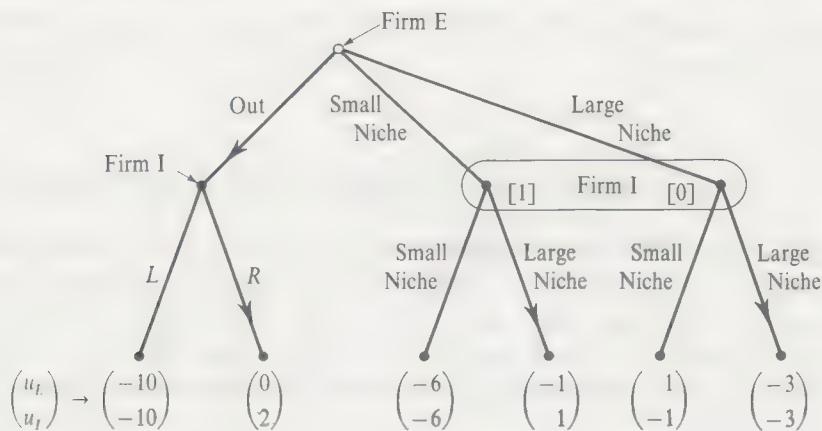 Firm E
Out
Small
Niche
Large
Niche
Firm I
[1] Firm I [0]
L
R
Small
Niche
Large
Niche
Small
Niche
Large
Niche
(u_E u_I) → (−10 −10) (0 2) (−6 −6) (−1 1) (1 −1) (−3 −3)